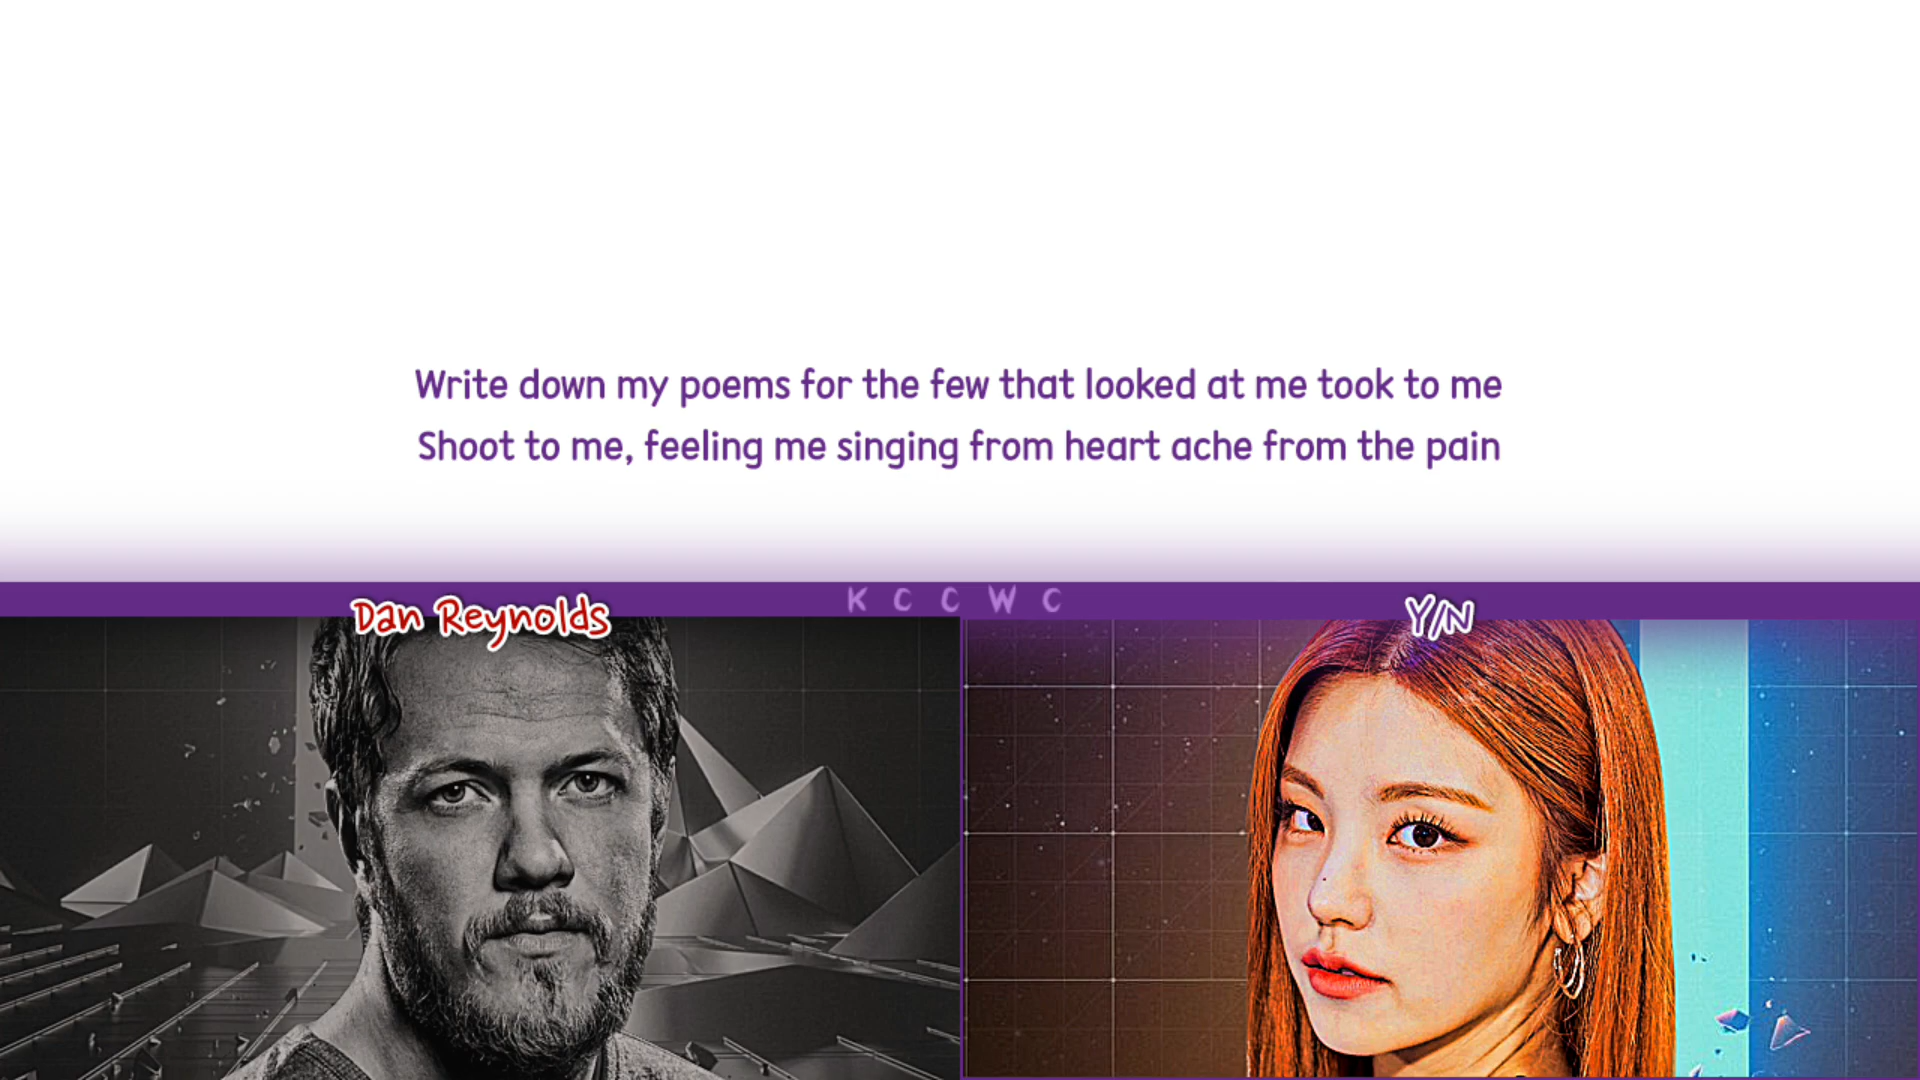 Write down my poems for the few that looked at me took to me
Shoot to me, feeling me singing from heart ache from the pain
K C C W C
Dan Reynolds
Y/N